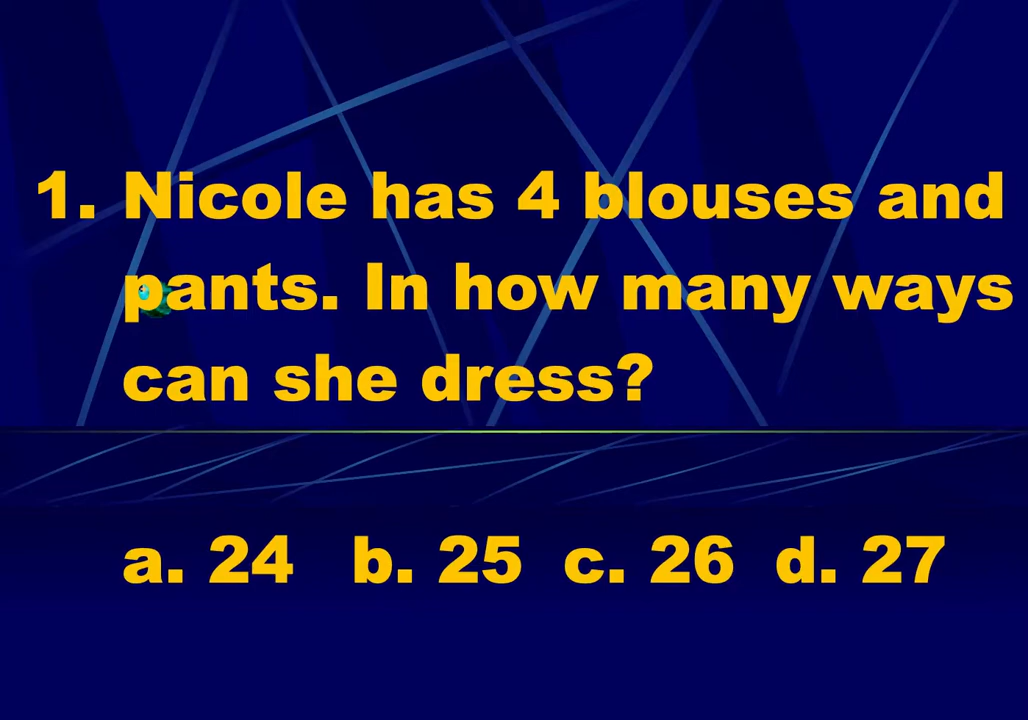 1. Nicole has 4 blouses and
pants. In how many ways
can she dress?
a. 24 b. 25 c. 26 d. 27